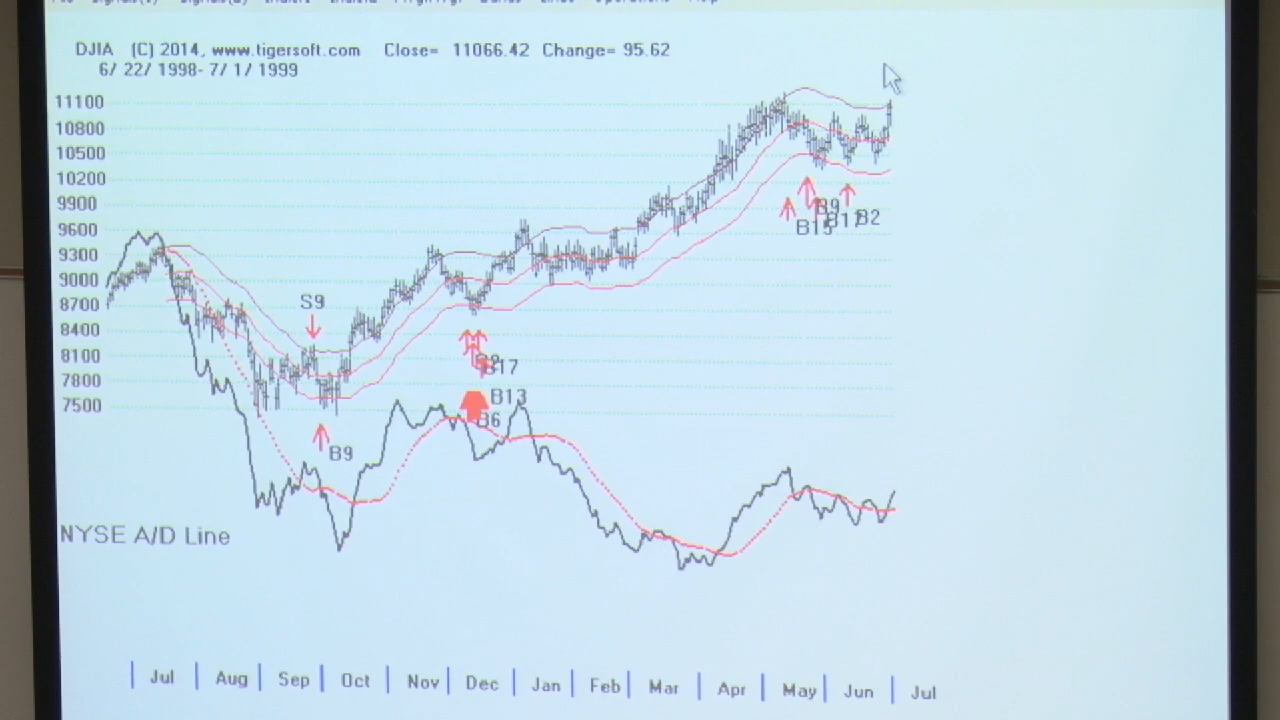 DJIA (C) 2014, www.tigersoft.com Close= 11066.42 Change= 95.62
6/ 22/ 1998- 7/ 1/ 1999
11100
10800
10500
10200
9900
9600
9300
9000
8700
8400
8100
7800
7500
S9
B9
B17
B13
B6
B9
B17
B2
B15
NYSE A/D Line
Jul Aug Sep Oct Nov Dec Jan Feb Mar Apr May Jun Jul